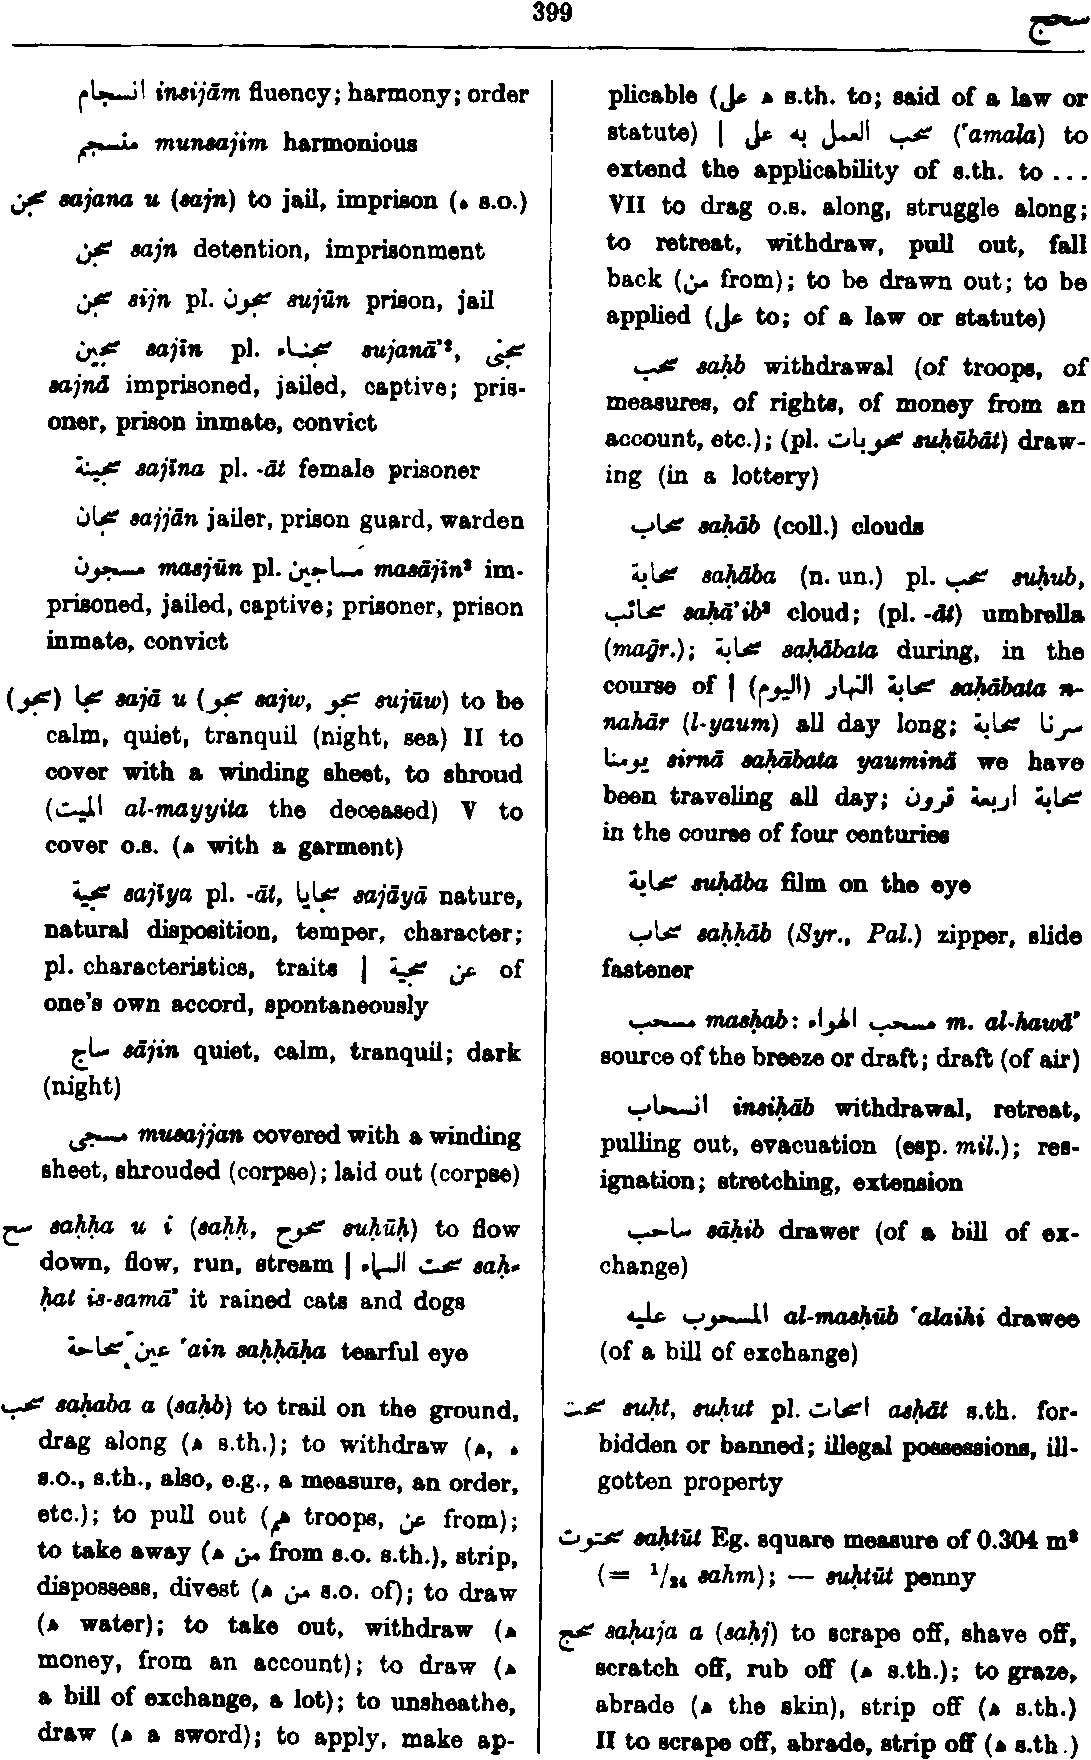 399
سحج
انسجام insijām fluency; harmony; order
منسجم munsajim harmonious
سجن sajana u (sajn) to jail, imprison (ه s.o.)
سجن sajn detention, imprisonment
سجن sijn pl. سجون sujūn prison, jail
سجين sajīn pl. سجناء sujanā'², سجنى
sajnā imprisoned, jailed, captive; pris-
oner, prison inmate, convict
سجينة sajīna pl. -āt female prisoner
سجان sajjān jailer, prison guard, warden
مسجون masjūn pl. مساجين masājīn² im-
prisoned, jailed, captive; prisoner, prison
inmate, convict
(سجو) سجا sajā u (سجو sajw, سجو sujūw) to be
calm, quiet, tranquil (night, sea) II to
cover with a winding sheet, to shroud
(الميت al-mayyita the deceased) V to
cover o.s. (ه with a garment)
سجية sajīya pl. -āt, سجايا sajāyā nature,
natural disposition, temper, character;
pl. characteristics, traits | عن سجية of
one's own accord, spontaneously
ساج sājin quiet, calm, tranquil; dark
(night)
مسجى musajjan covered with a winding
sheet, shrouded (corpse); laid out (corpse)
سح saḥḥa u i (saḥḥ, سحوح suḥūḥ) to flow
down, flow, run, stream | سحت السماء saḥ-
ḥat is-samā' it rained cats and dogs
عين سحاحة 'ain saḥḥāḥa tearful eye
سحب saḥaba a (saḥb) to trail on the ground,
drag along (ه s.th.); to withdraw (ه, ه
s.o., s.th., also, e.g., a measure, an order,
etc.); to pull out (هم troops, عن from);
to take away (من ه from s.o. s.th.), strip,
dispossess, divest (من ه s.o. of); to draw
(ه water); to take out, withdraw (ه
money, from an account); to draw (ه
a bill of exchange, a lot); to unsheathe,
draw (ه a sword); to apply, make ap-
plicable (ه على s.th. to; said of a law or
statute) | سحب العمل به على ('amala) to
extend the applicability of s.th. to ...
VII to drag o.s. along, struggle along;
to retreat, withdraw, pull out, fall
back (من from); to be drawn out; to be
applied (على to; of a law or statute)
سحب saḥb withdrawal (of troops, of
measures, of rights, of money from an
account, etc.); (pl. سحوبات suḥūbāt) draw-
ing (in a lottery)
سحاب saḥāb (coll.) clouds
سحابة saḥāba (n. un.) pl. سحب suḥub,
سحائب saḥā'ib² cloud; (pl. -āt) umbrella
(maḡr.); سحابة saḥābata during, in the
course of | سحابة النهار (اليوم) saḥābata n-
nahār (l-yaum) all day long; سرنا سحابة
يومنا sirnā saḥābata yauminā we have
been traveling all day; سحابة اربعة قرون
in the course of four centuries
سحابة suḥāba film on the eye
سحاب saḥḥāb (Syr., Pal.) zipper, slide
fastener
مسحب masḥab: مسحب الهواء m. al-hawā'
source of the breeze or draft; draft (of air)
انسحاب insiḥāb withdrawal, retreat,
pulling out, evacuation (esp. mil.); res-
ignation; stretching, extension
ساحب sāḥib drawer (of a bill of ex-
change)
المسحوب عليه al-masḥūb 'alaihi drawee
(of a bill of exchange)
سحت suḥt, suḥut pl. اسحات asḥāt s.th. for-
bidden or banned; illegal possessions, ill-
gotten property
سحتوت saḥtūt Eg. square measure of 0.304 m²
(= 1/24 sahm); — suḥtūt penny
سحج saḥaja a (saḥj) to scrape off, shave off,
scratch off, rub off (ه s.th.); to graze,
abrade (ه the skin), strip off (ه s.th.)
II to scrape off, abrade, strip off (ه s.th.)